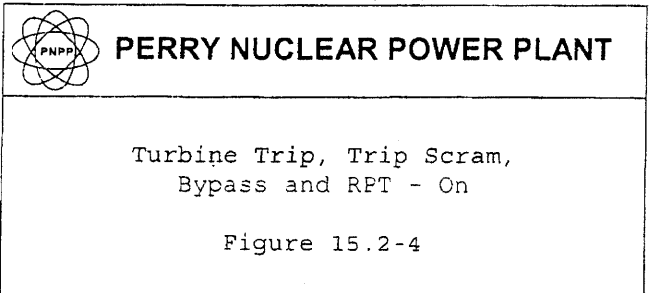 PNPP
PERRY NUCLEAR POWER PLANT
Turbine Trip, Trip Scram,
Bypass and RPT - On
Figure 15.2-4